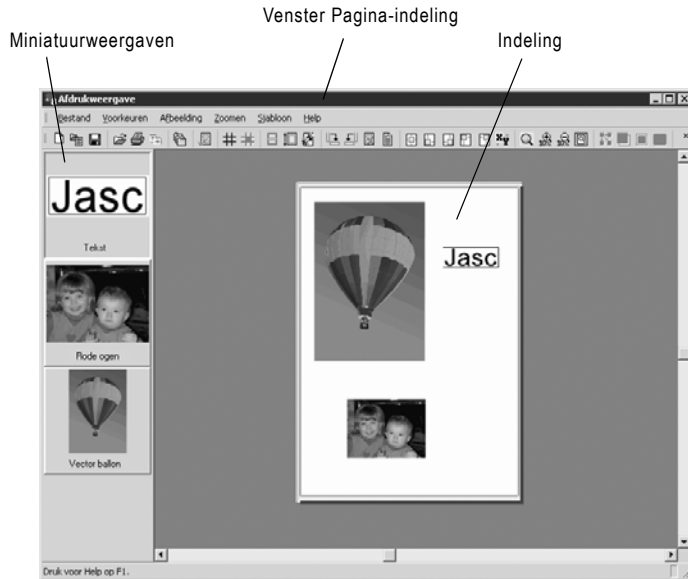 Venster Pagina-indeling
Miniatuurweergaven
Indeling
Afdrukweergave
Bestand Voorkeuren Afbeelding Zoomen Sjabloon Help
Jasc
Tekst
Jasc
Rode ogen
Vector ballon
Druk voor Help op F1.